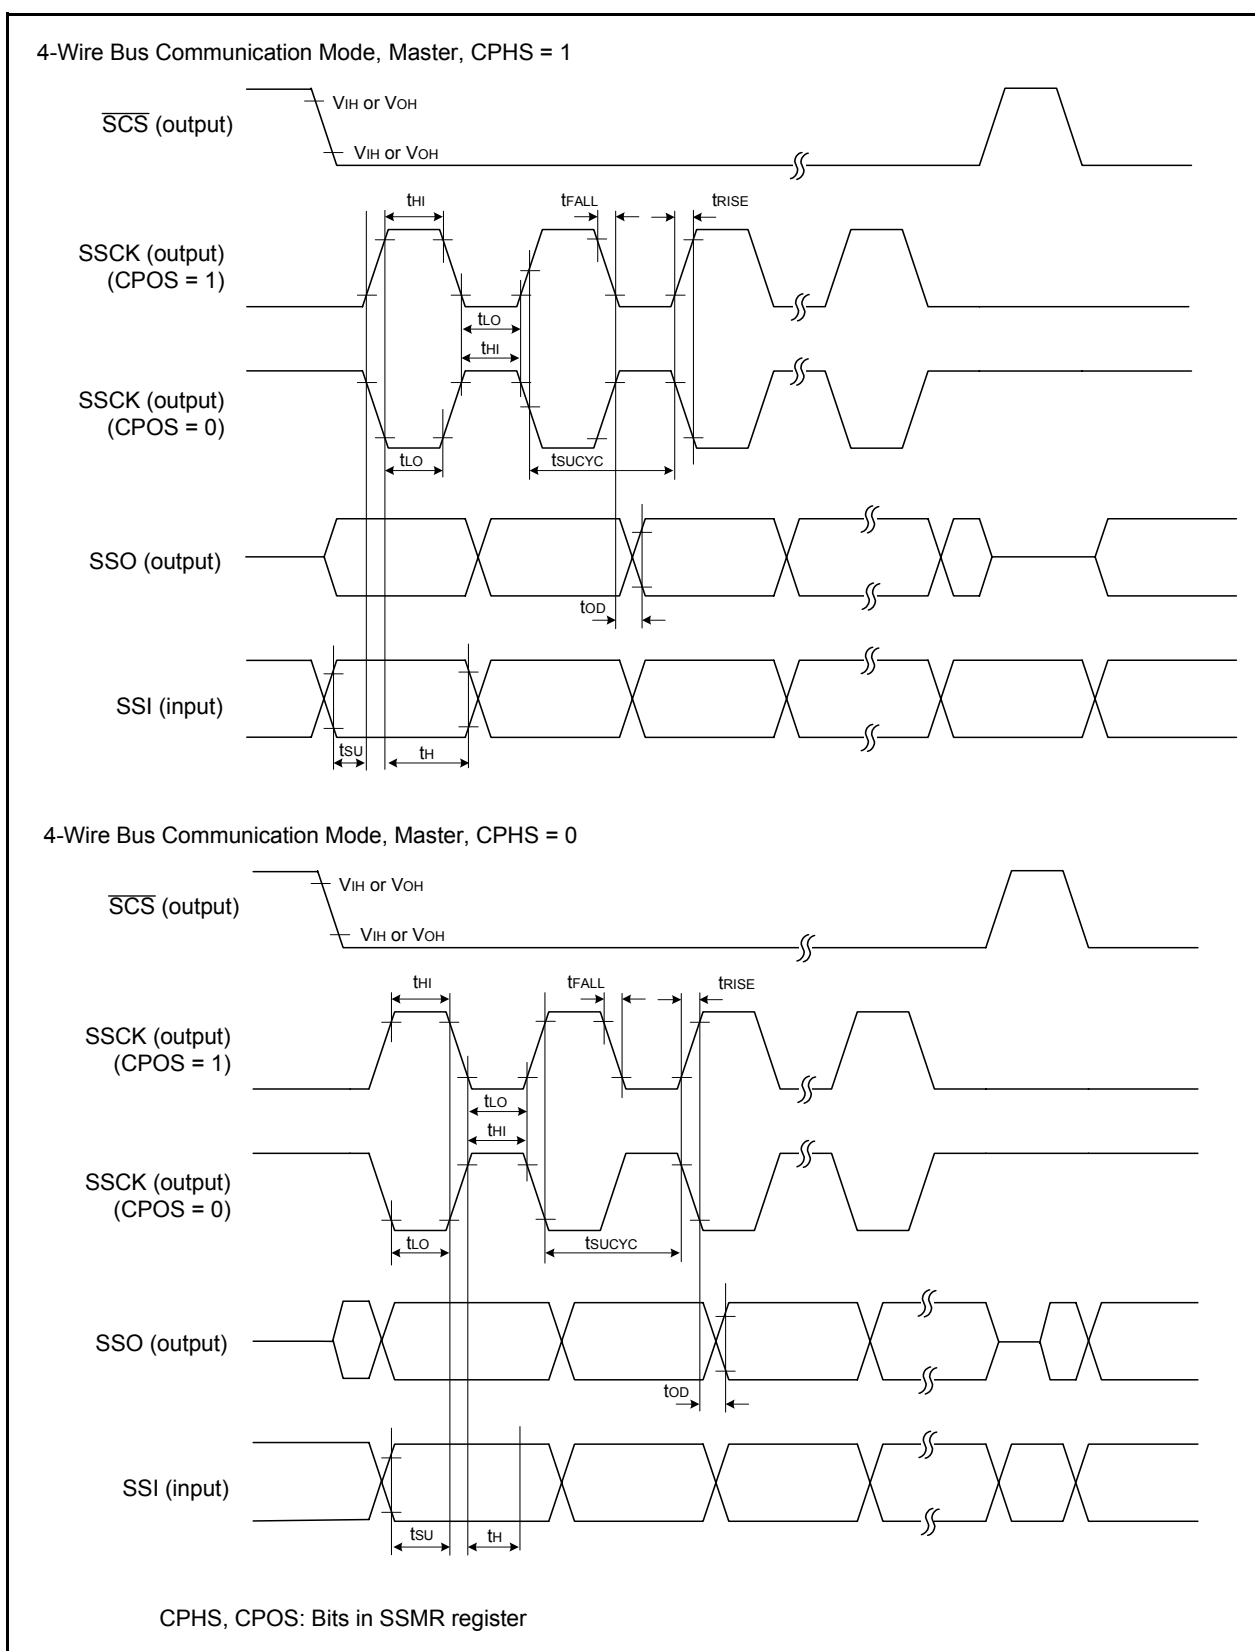 4-Wire Bus Communication Mode, Master, CPHS = 1
VIH or VOH
SCS (output)
VIH or VOH
tHI
tFALL
tRISE
SSCK (output)
(CPOS = 1)
tLO
tHI
SSCK (output)
(CPOS = 0)
tLO
tSUCYC
SSO (output)
tOD
SSI (input)
tSU
tH
4-Wire Bus Communication Mode, Master, CPHS = 0
VIH or VOH
SCS (output)
VIH or VOH
tHI
tFALL
tRISE
SSCK (output)
(CPOS = 1)
tLO
tHI
SSCK (output)
(CPOS = 0)
tLO
tSUCYC
SSO (output)
tOD
SSI (input)
tSU
tH
CPHS, CPOS: Bits in SSMR register